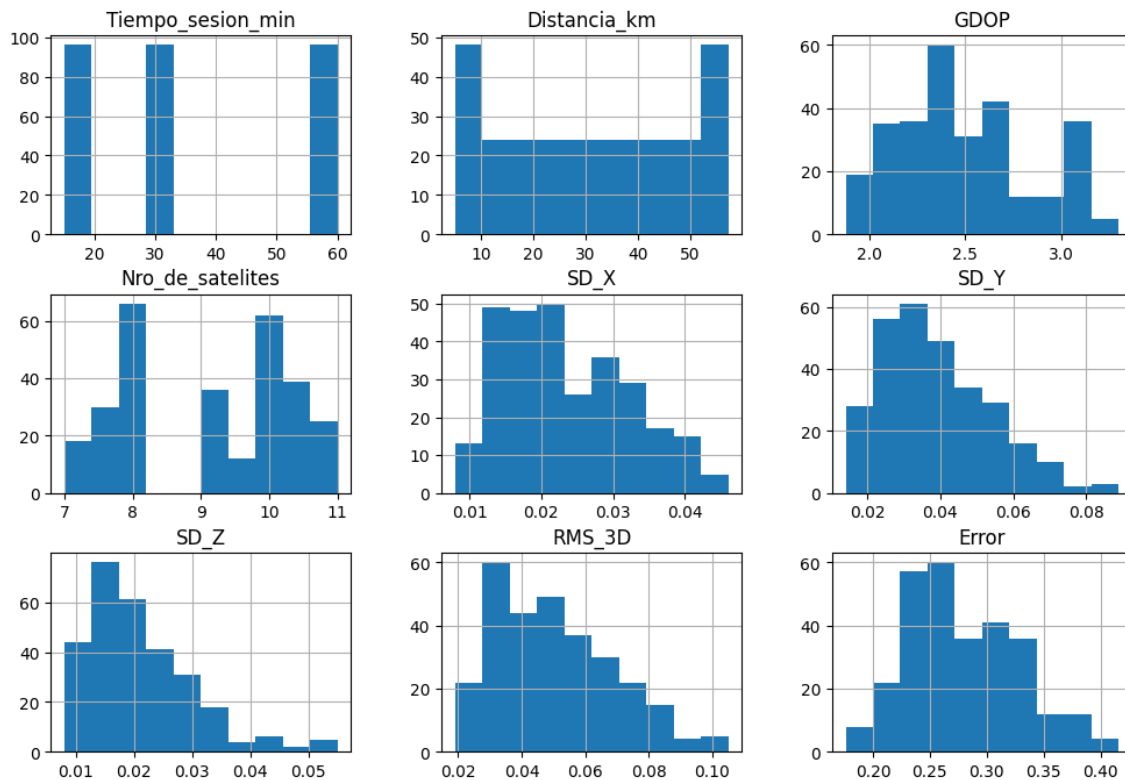 Tiempo_sesion_min Distancia_km GDOP
100 80 60 40 20 0
20 30 40 50 60
50 40 30 20 10 0
10 20 30 40 50
60 40 20 0
2.0 2.5 3.0
Nro_de_satelites SD_X SD_Y
60 40 20 0
7 8 9 10 11
50 40 30 20 10 0
0.01 0.02 0.03 0.04
60 40 20 0
0.02 0.04 0.06 0.08
SD_Z RMS_3D Error
80 60 40 20 0
0.01 0.02 0.03 0.04 0.05
60 40 20 0
0.02 0.04 0.06 0.08 0.10
60 40 20 0
0.20 0.25 0.30 0.35 0.40